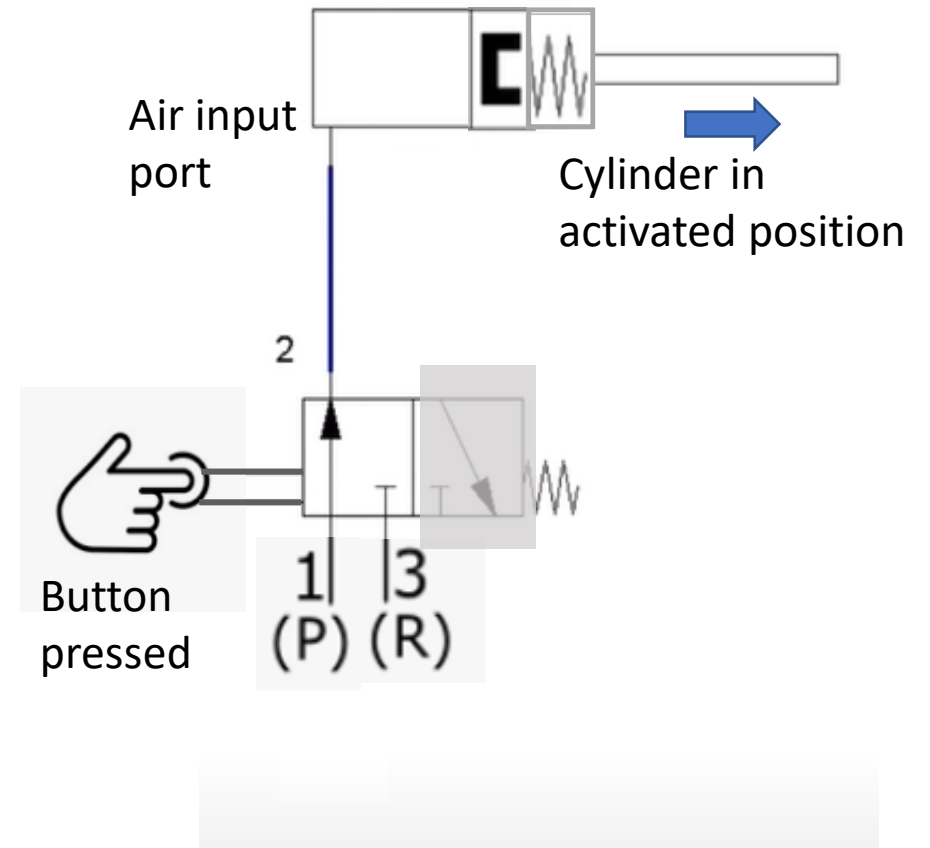 Air input
port
Cylinder in
activated position
2
Button
pressed
1 3
(P) (R)